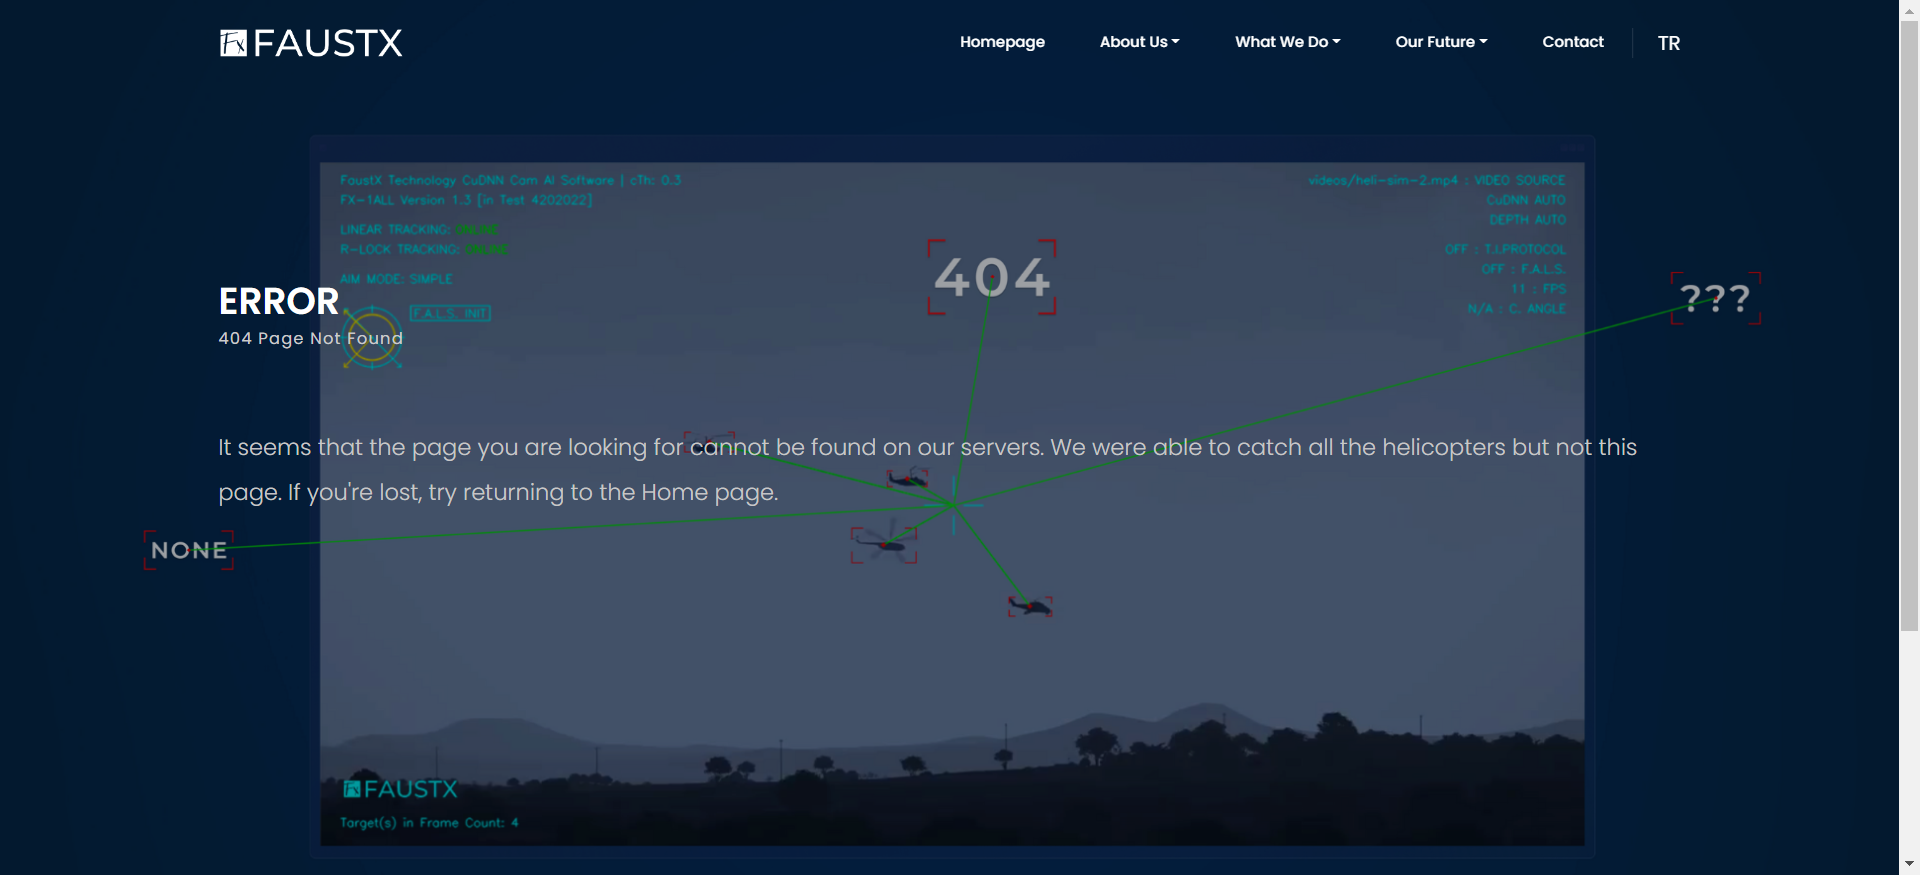 FAUSTX
Homepage
About Us
What We Do
Our Future
Contact
TR
FaustX Technology CuDNN Cam AI Software | cTh: 0.3
FX-1ALL Version 1.3 [in Test 4202022]
LINEAR TRACKING: ONLINE
R-LOCK TRACKING: ONLINE
AIM MODE: SIMPLE
F.A.L.S. INIT
videos/heli-sim-2.mp4 : VIDEO SOURCE
CuDNN AUTO
DEPTH AUTO
OFF : T.I.PROTOCOL
OFF : F.A.L.S.
11 : FPS
N/A : C. ANGLE
404
???
ERROR
404 Page Not Found
It seems that the page you are looking for cannot be found on our servers. We were able to catch all the helicopters but not this
page. If you're lost, try returning to the Home page.
NONE
FAUSTX
Target(s) in Frame Count: 4